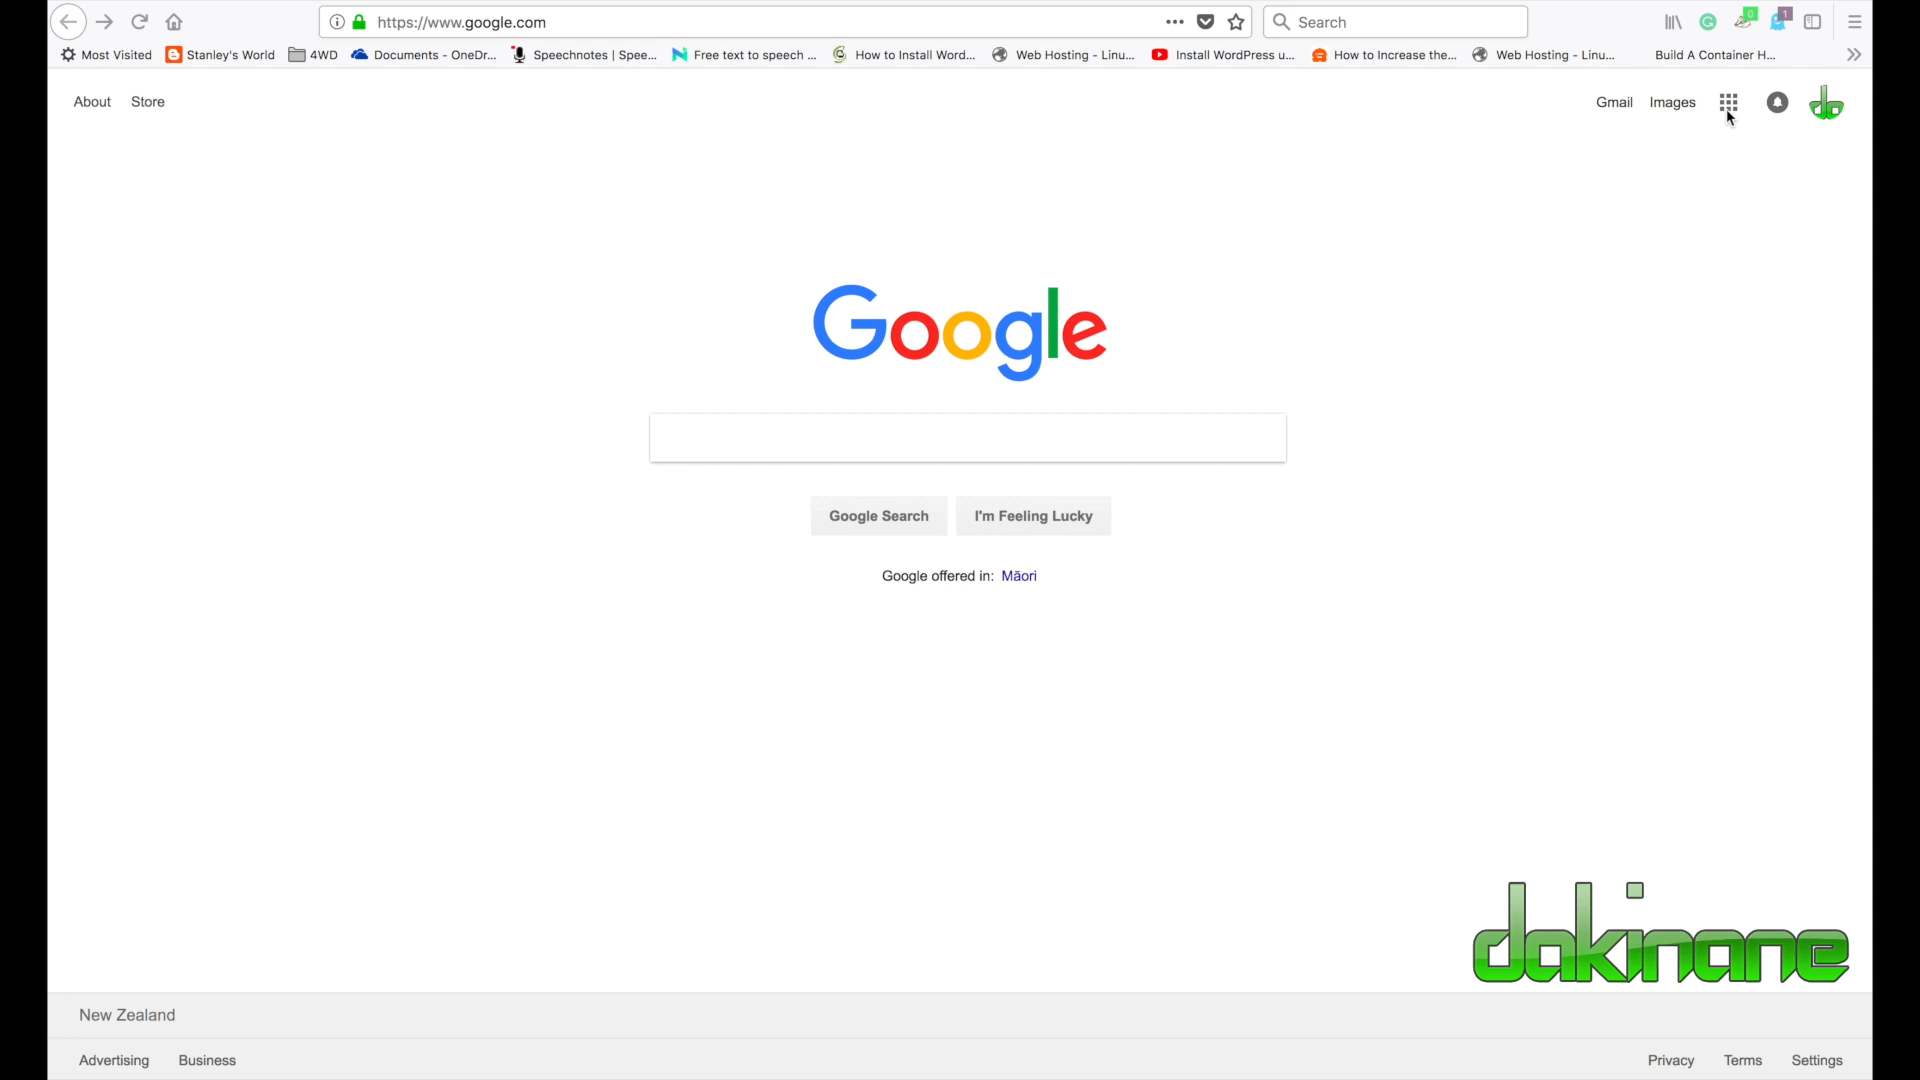 https://www.google.com
Search
0
1
Most Visited
Stanley's World
4WD
Documents - OneDr...
Speechnotes | Spee...
Free text to speech ...
How to Install Word...
Web Hosting - Linu...
Install WordPress u...
How to Increase the...
Web Hosting - Linu...
Build A Container H...
About
Store
Gmail
Images
Google
Google Search
I'm Feeling Lucky
Google offered in: Māori
dakinane
New Zealand
Advertising
Business
Privacy
Terms
Settings